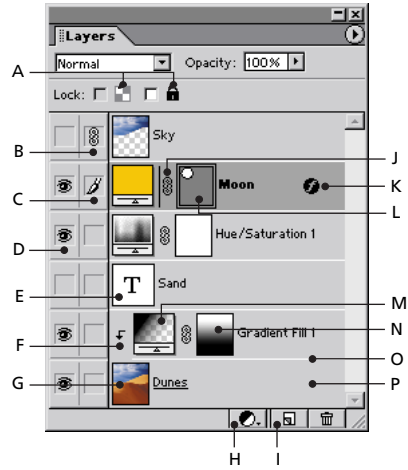 Layers
Normal Opacity: 100%
A
Lock:
B Sky
J
C Moon K
L
D Hue/Saturation 1
E T Sand
M
F Gradient Fill 1 N
O
G Dunes P
H I